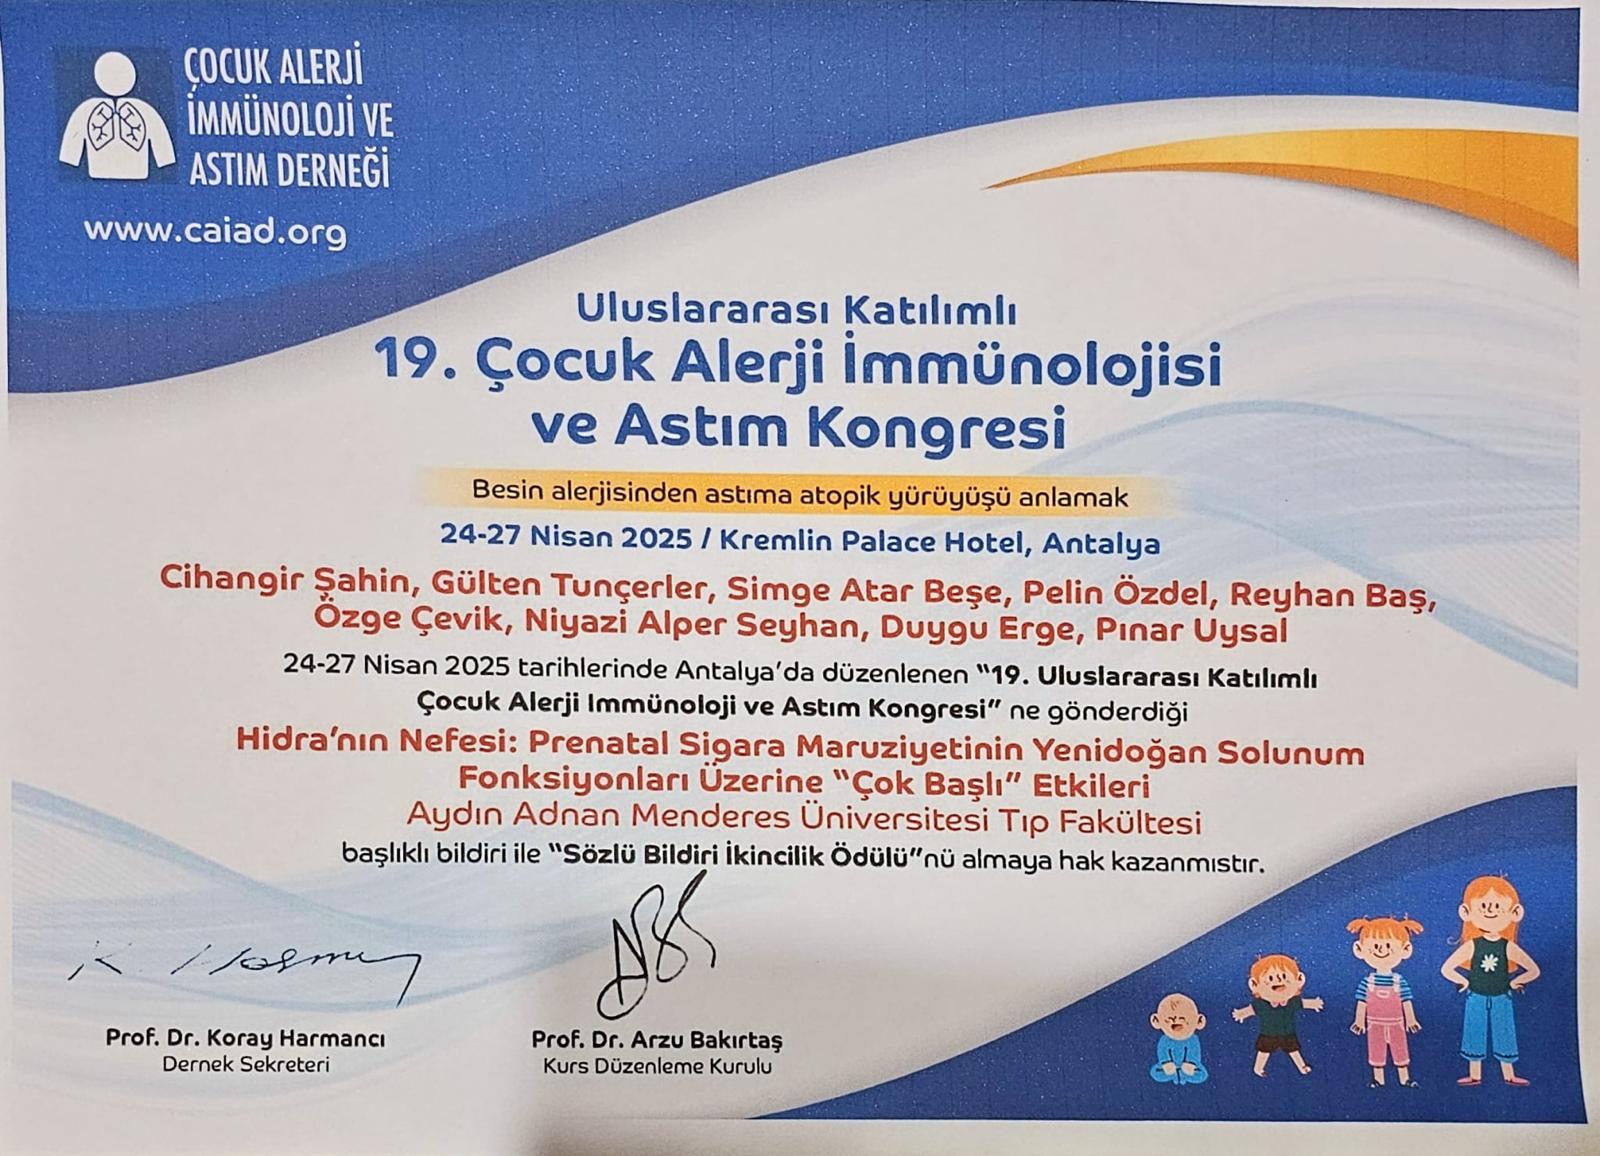 ÇOCUK ALERJİ
İMMÜNOLOJİ VE
ASTIM DERNEĞİ
www.caiad.org
Uluslararası Katılımlı
19. Çocuk Alerji İmmünolojisi
ve Astım Kongresi
Besin alerjisinden astıma atopik yürüyüşü anlamak
24-27 Nisan 2025 / Kremlin Palace Hotel, Antalya
Cihangir Şahin, Gülten Tunçerler, Simge Atar Beşe, Pelin Özdel, Reyhan Baş,
Özge Çevik, Niyazi Alper Seyhan, Duygu Erge, Pınar Uysal
24-27 Nisan 2025 tarihlerinde Antalya'da düzenlenen "19. Uluslararası Katılımlı
Çocuk Alerji Immünoloji ve Astım Kongresi" ne gönderdiği
Hidra'nın Nefesi: Prenatal Sigara Maruziyetinin Yenidoğan Solunum
Fonksiyonları Üzerine "Çok Başlı" Etkileri
Aydın Adnan Menderes Üniversitesi Tıp Fakültesi
başlıklı bildiri ile "Sözlü Bildiri İkincilik Ödülü"nü almaya hak kazanmıstır.
Prof. Dr. Koray Harmancı
Dernek Sekreteri
Prof. Dr. Arzu Bakırtaş
Kurs Düzenleme Kurulu